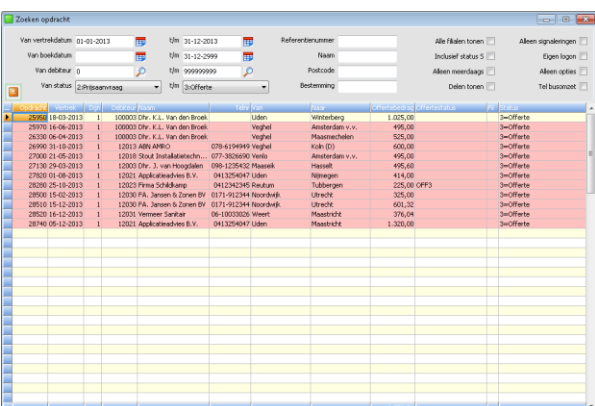 Zoeken opdracht
Van vertrekdatum 01-01-2013 t/m 31-12-2013 Referentienummer Alle filialen tonen Alleen signaleringen
Van boekdatum t/m 31-12-2999 Naam Inclusief status 5 Eigen logon
Van debiteur 0 t/m 999999999 Postcode Alleen meerdaags Alleen opties
Van status 2:Prijsaanvraag t/m 3:Offerte Bestemming Delen tonen Tel busomzet
Opdracht Vertrek Dgn Debiteur Naam Telnr Van Naar Offertebedrag Offertestatus Fil Status
25950 18-03-2013 1 100003 Dhr. K.L. Van den Broek Uden Winterberg 1.025,00 3=Offerte
25970 16-06-2013 1 100003 Dhr. K.L. Van den Broek Veghel Amsterdam v.v. 495,00 3=Offerte
26330 06-04-2013 1 100003 Dhr. K.L. Van den Broek Veghel Maasmechelen 525,00 3=Offerte
26990 31-10-2013 1 12013 ABN AMRO 078-6194949 Veghel Koln (D) 600,00 3=Offerte
27000 21-05-2013 1 12018 Stout Installatietechn... 077-3826690 Venlo Amsterdam v.v. 495,00 3=Offerte
27130 29-03-2013 1 12003 Dhr. J. van Hoogdalen 098-1235432 Maaseik Hasselt 495,60 3=Offerte
27820 01-08-2013 1 12021 Applicatieadvies B.V. 0413254047 Uden Nijmegen 414,00 3=Offerte
28280 25-10-2013 1 12023 Firma Schildkamp 0412342345 Reutum Tubbergen 225,00 OFF3 3=Offerte
28500 15-02-2013 1 12030 FA. Jansen & Zonen BV 0171-912344 Noordwijk Utrecht 325,00 3=Offerte
28510 15-12-2013 1 12030 FA. Jansen & Zonen BV 0171-912344 Noordwijk Utrecht 601,32 3=Offerte
28520 16-12-2013 1 12031 Vermeer Sanitair 06-10033026 Weert Maastricht 376,04 3=Offerte
28740 05-12-2013 1 12021 Applicatieadvies B.V. 0413254047 Uden Maastricht 1.320,00 3=Offerte